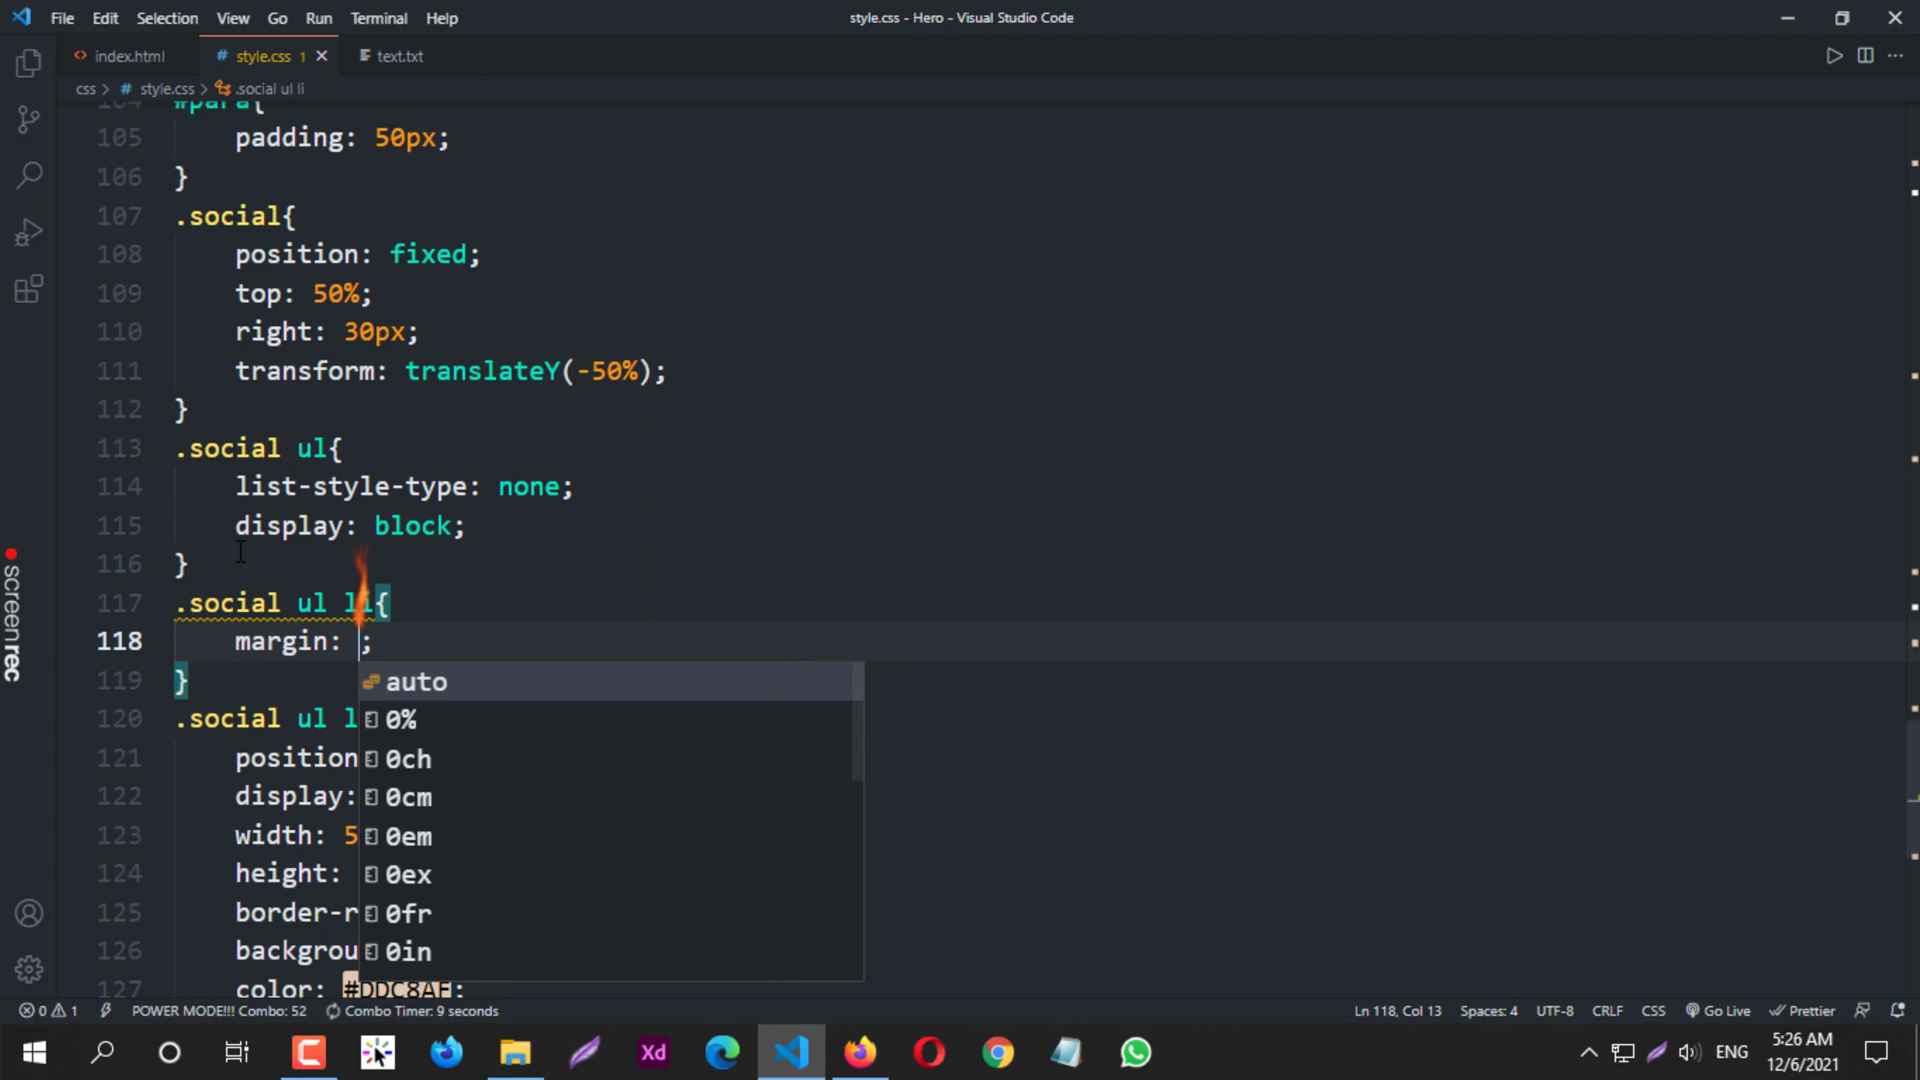 File Edit Selection View Go Run Terminal Help
style.css - Hero - Visual Studio Code
index.html
# style.css 1
text.txt
css > # style.css > .social ul li
104 #para{
105 padding: 50px;
106 }
107 .social{
108 position: fixed;
109 top: 50%;
110 right: 30px;
111 transform: translateY(-50%);
112 }
113 .social ul{
114 list-style-type: none;
115 display: block;
116 }
117 .social ul li{
118 margin: ;
119 }
auto
120 .social ul l
0%
121 position
0ch
122 display:
0cm
123 width: 5
0em
124 height:
0ex
125 border-r
0fr
126 backgrou
0in
127 color: #DDC8AF;
screenrec
0 1 POWER MODE!!! Combo: 52 Combo Timer: 9 seconds
Ln 118, Col 13 Spaces: 4 UTF-8 CRLF CSS Go Live Prettier
Xd
ENG
5:26 AM
12/6/2021